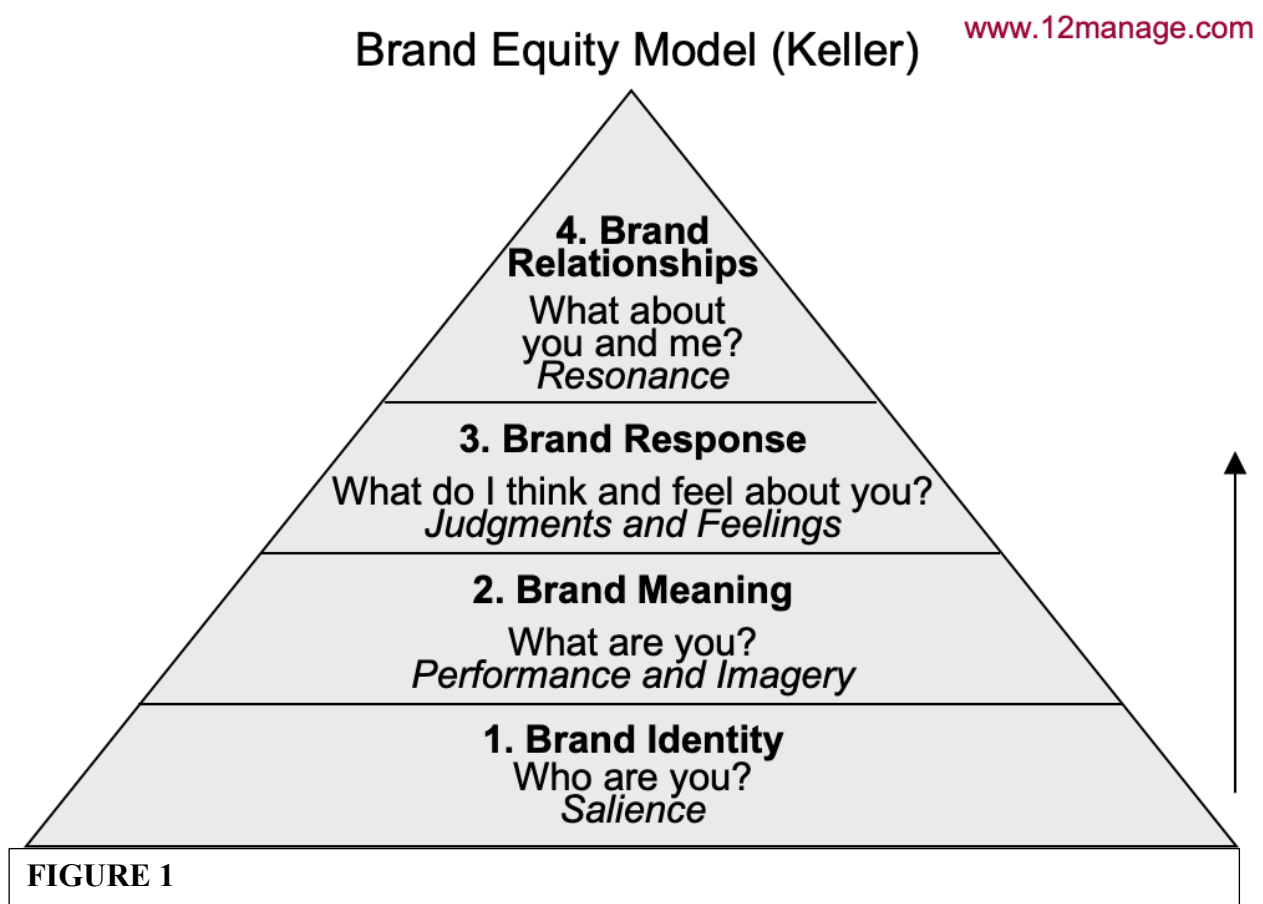 www.12manage.com
Brand Equity Model (Keller)
4. Brand
Relationships
What about
you and me?
Resonance
3. Brand Response
What do I think and feel about you?
Judgments and Feelings
2. Brand Meaning
What are you?
Performance and Imagery
1. Brand Identity
Who are you?
Salience
FIGURE 1